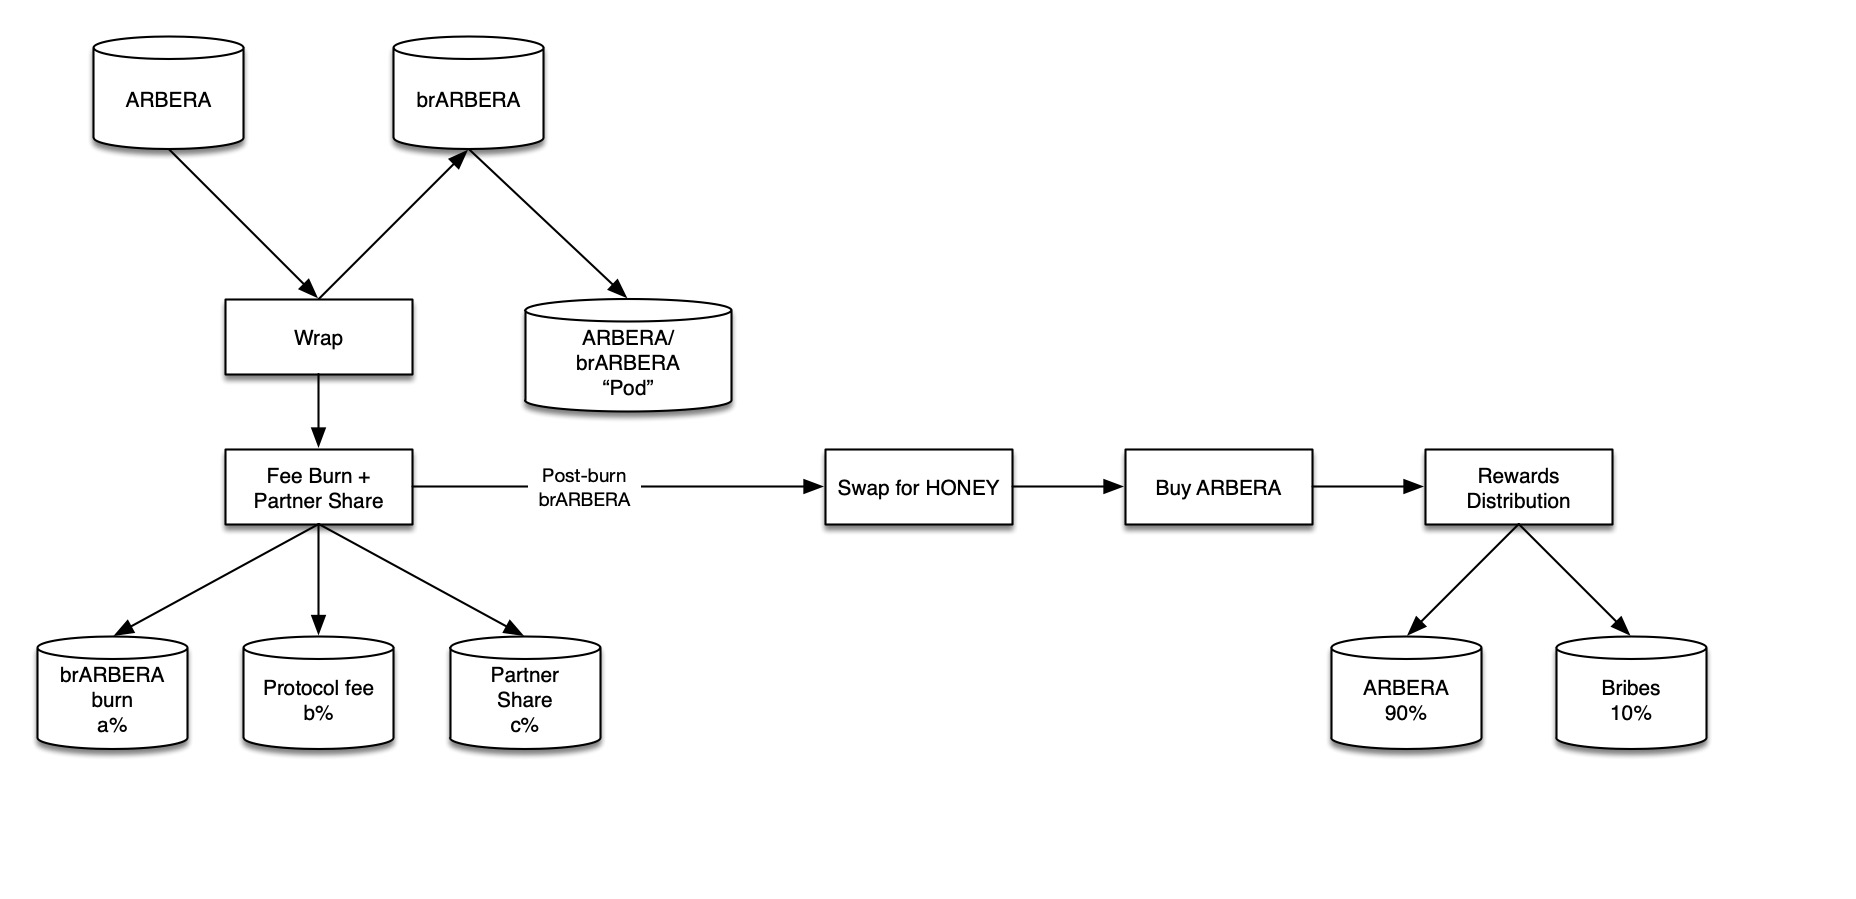 ARBERA
brARBERA
Wrap
ARBERA/
brARBERA
“Pod”
Fee Burn +
Partner Share
Post-burn
brARBERA
Swap for HONEY
Buy ARBERA
Rewards
Distribution
brARBERA
burn
a%
Protocol fee
b%
Partner
Share
c%
ARBERA
90%
Bribes
10%